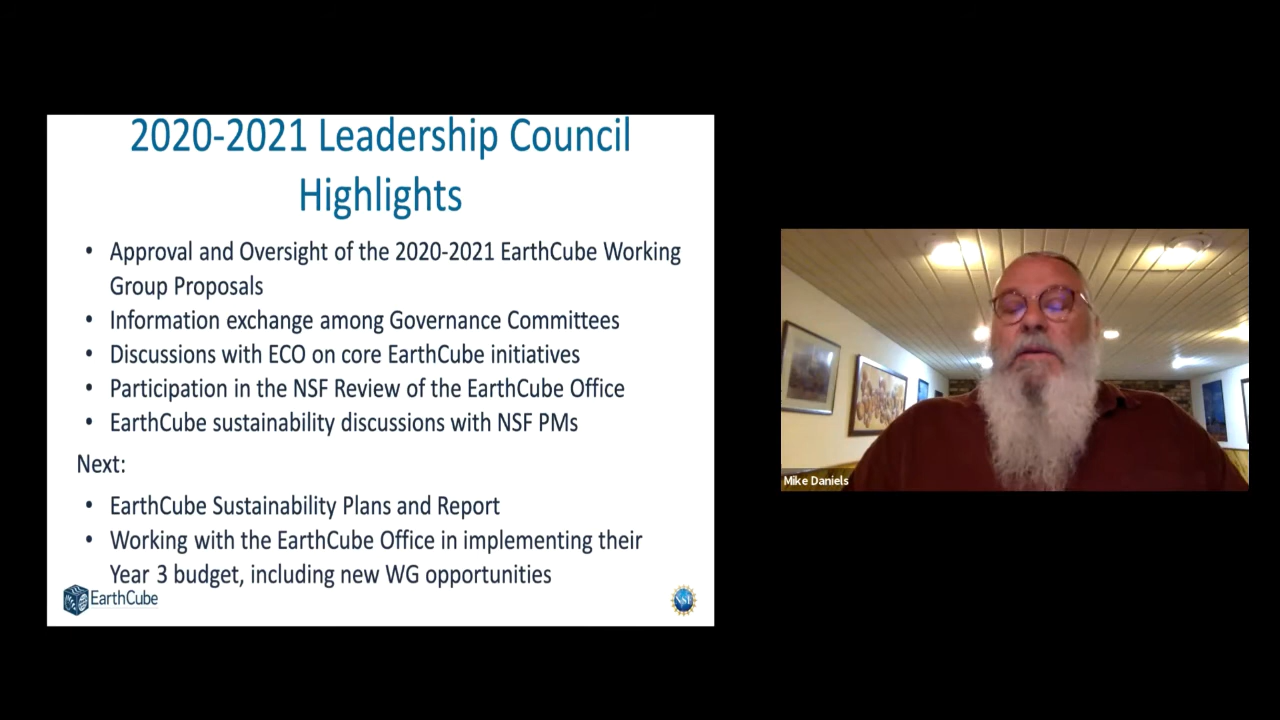 2020-2021 Leadership Council
Highlights
• Approval and Oversight of the 2020-2021 EarthCube Working
Group Proposals
• Information exchange among Governance Committees
• Discussions with ECO on core EarthCube initiatives
• Participation in the NSF Review of the EarthCube Office
• EarthCube sustainability discussions with NSF PMs
Next:
• EarthCube Sustainability Plans and Report
• Working with the EarthCube Office in implementing their
Year 3 budget, including new WG opportunities
EarthCube
NSF
Mike Daniels